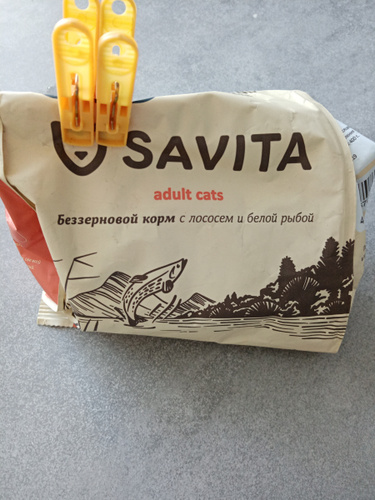 SAVITA
adult cats
Беззерновой корм с лососем и белой рыбой